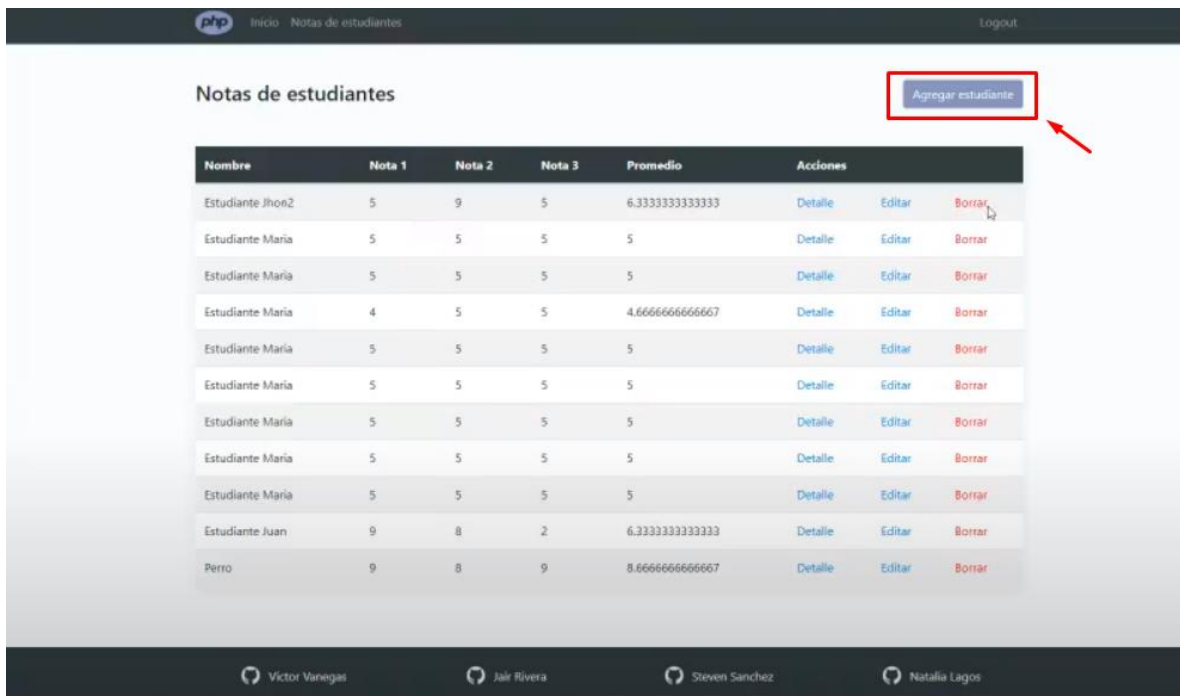 php Inicio Notas de estudiantes Logout
Notas de estudiantes Agregar estudiante
Nombre Nota 1 Nota 2 Nota 3 Promedio Acciones
Estudiante Jhon2 5 9 5 6.3333333333333 Detalle Editar Borrar
Estudiante Maria 5 5 5 5 Detalle Editar Borrar
Estudiante Maria 5 5 5 5 Detalle Editar Borrar
Estudiante Maria 4 5 5 4.6666666666667 Detalle Editar Borrar
Estudiante Maria 5 5 5 5 Detalle Editar Borrar
Estudiante Maria 5 5 5 5 Detalle Editar Borrar
Estudiante Maria 5 5 5 5 Detalle Editar Borrar
Estudiante Maria 5 5 5 5 Detalle Editar Borrar
Estudiante Maria 5 5 5 5 Detalle Editar Borrar
Estudiante Juan 9 8 2 6.3333333333333 Detalle Editar Borrar
Perro 9 8 9 8.6666666666667 Detalle Editar Borrar
Victor Vanegas Jair Rivera Steven Sanchez Natalia Lagos